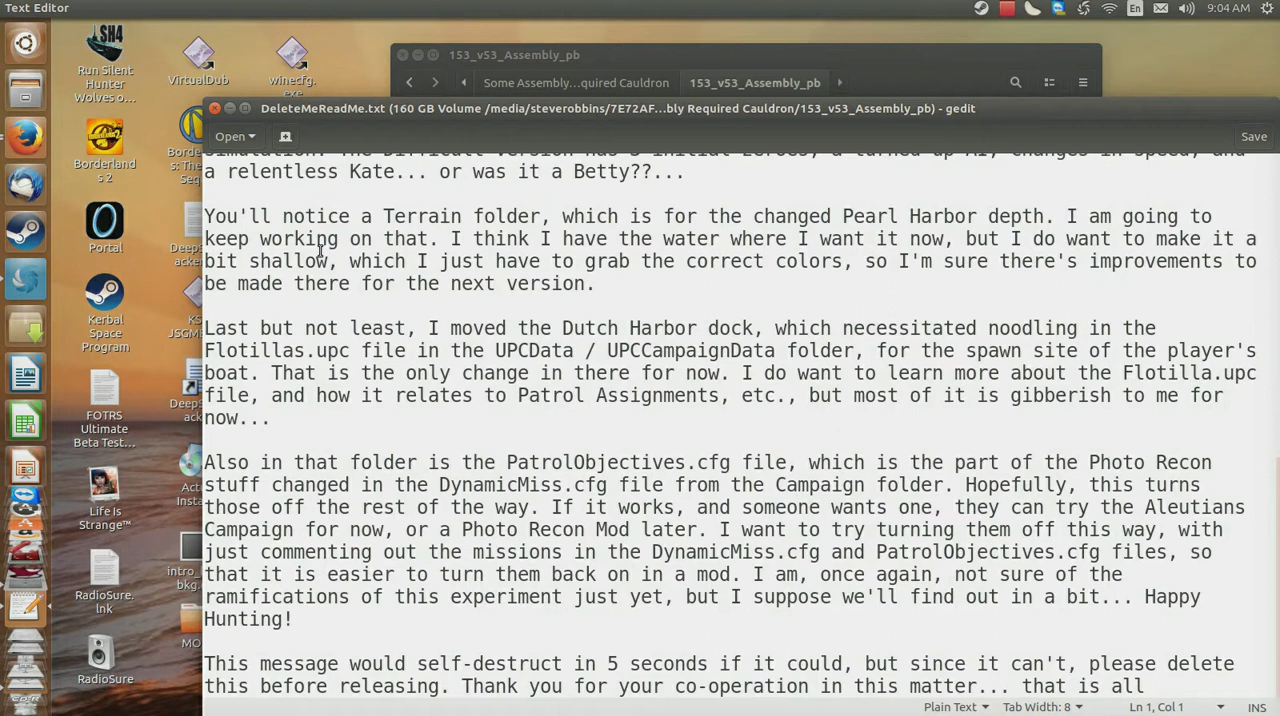 Text Editor
En
9:04 AM
SH4
Run Silent
Hunter
Wolves o...
VirtualDub
winecfg.
exe
153_v53_Assembly_pb
Some Assembly...quired Cauldron
153_v53_Assembly_pb
DeleteMeReadMe.txt (160 GB Volume /media/steverobbins/7E72AF...bly Required Cauldron/153_v53_Assembly_pb) - gedit
Open
Save
Borderland
s 2
Portal
Kerbal
Space
Program
FOTRS
Ultimate
Beta Test...
Life Is
Strange™
RadioSure.
lnk
RadioSure
a relentless Kate... or was it a Betty??...
You'll notice a Terrain folder, which is for the changed Pearl Harbor depth. I am going to
keep working on that. I think I have the water where I want it now, but I do want to make it a
bit shallow, which I just have to grab the correct colors, so I'm sure there's improvements to
be made there for the next version.
Last but not least, I moved the Dutch Harbor dock, which necessitated noodling in the
Flotillas.upc file in the UPCData / UPCCampaignData folder, for the spawn site of the player's
boat. That is the only change in there for now. I do want to learn more about the Flotilla.upc
file, and how it relates to Patrol Assignments, etc., but most of it is gibberish to me for
now...
Also in that folder is the PatrolObjectives.cfg file, which is the part of the Photo Recon
stuff changed in the DynamicMiss.cfg file from the Campaign folder. Hopefully, this turns
those off the rest of the way. If it works, and someone wants one, they can try the Aleutians
Campaign for now, or a Photo Recon Mod later. I want to try turning them off this way, with
just commenting out the missions in the DynamicMiss.cfg and PatrolObjectives.cfg files, so
that it is easier to turn them back on in a mod. I am, once again, not sure of the
ramifications of this experiment just yet, but I suppose we'll find out in a bit... Happy
Hunting!
This message would self-destruct in 5 seconds if it could, but since it can't, please delete
this before releasing. Thank you for your co-operation in this matter... that is all
Plain Text
Tab Width: 8
Ln 1, Col 1
INS